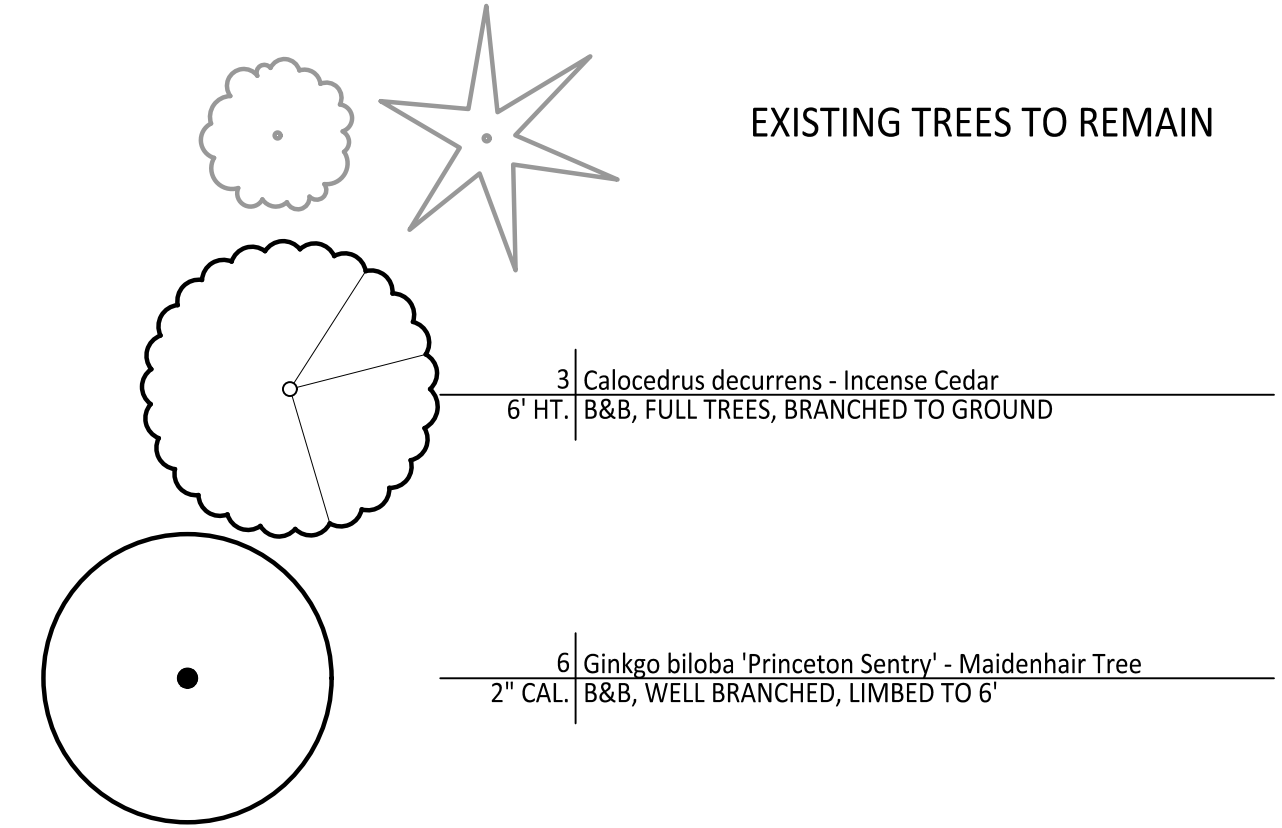 EXISTING TREES TO REMAIN
3 Calocedrus decurrens - Incense Cedar
6' HT. B&B, FULL TREES, BRANCHED TO GROUND
6 Ginkgo biloba 'Princeton Sentry' - Maidenhair Tree
2" CAL. B&B, WELL BRANCHED, LIMBED TO 6'